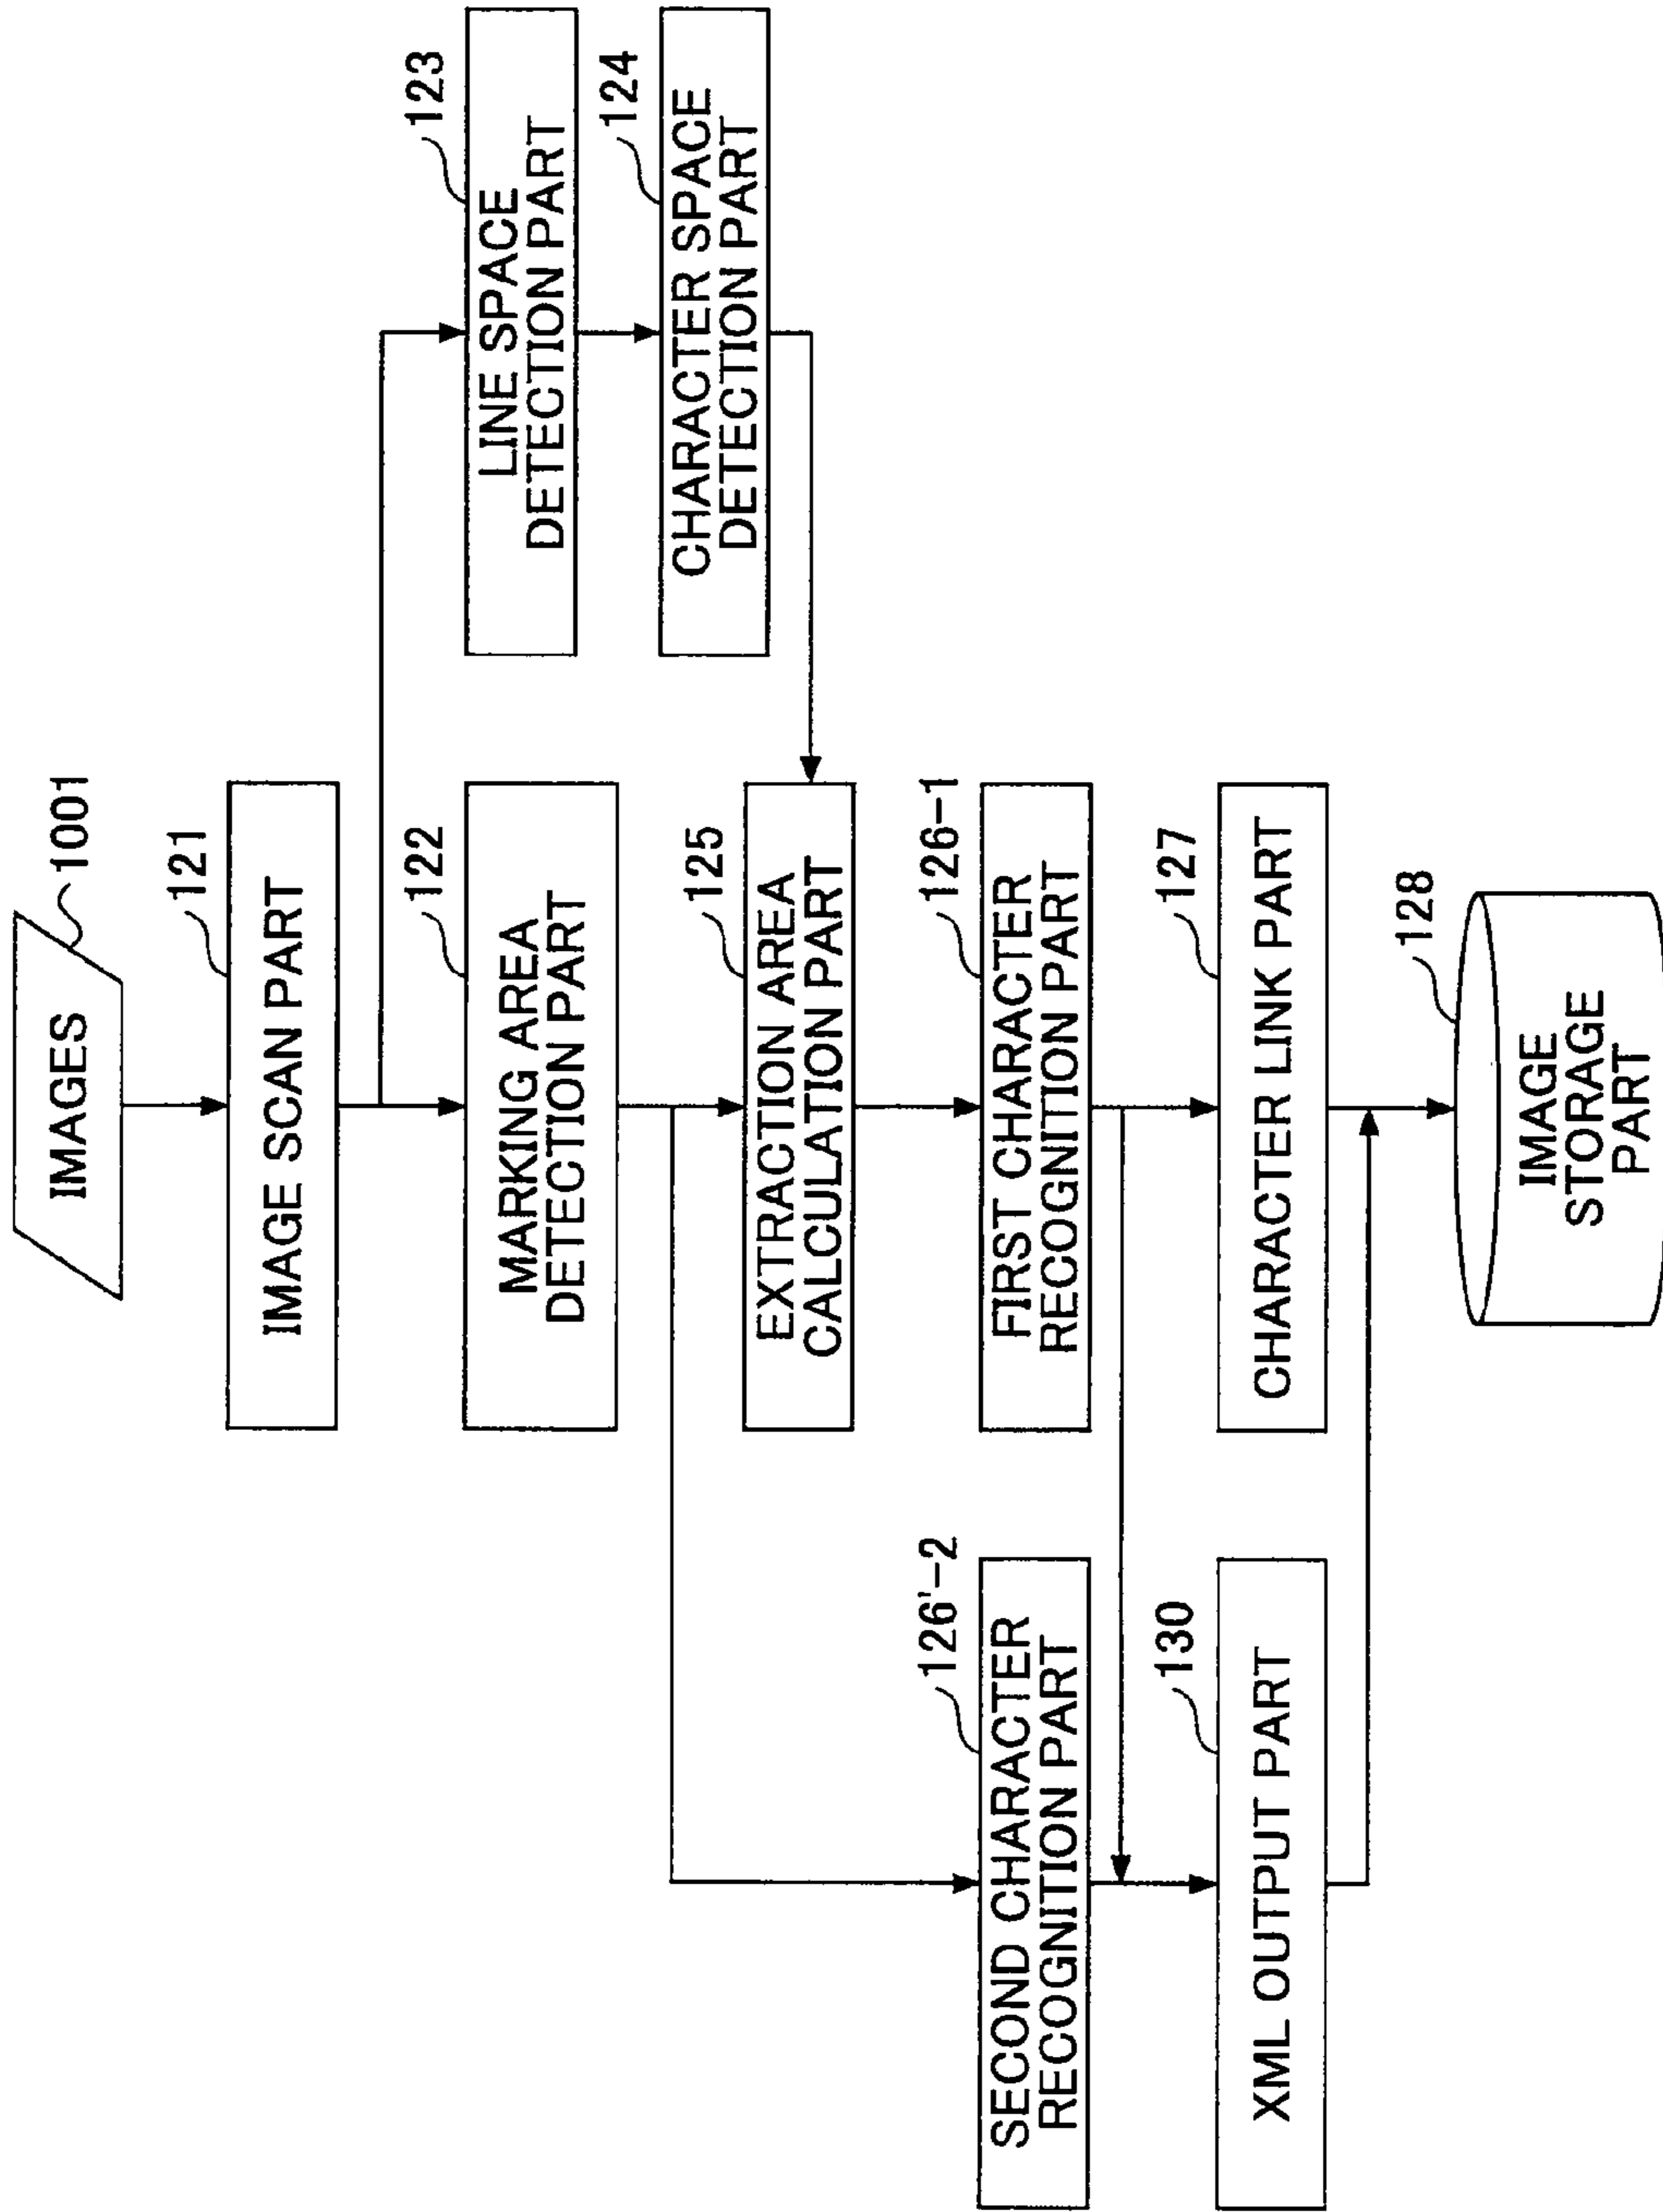 IMAGES
1001
121
IMAGE SCAN PART
122
MARKING AREA
DETECTION PART
123
LINE SPACE
DETECTION PART
124
CHARACTER SPACE
DETECTION PART
125
EXTRACTION AREA
CALCULATION PART
126'-2
SECOND CHARACTER
RECOGNITION PART
126-1
FIRST CHARACTER
RECOGNITION PART
130
XML OUTPUT PART
127
CHARACTER LINK PART
128
IMAGE
STORAGE
PART